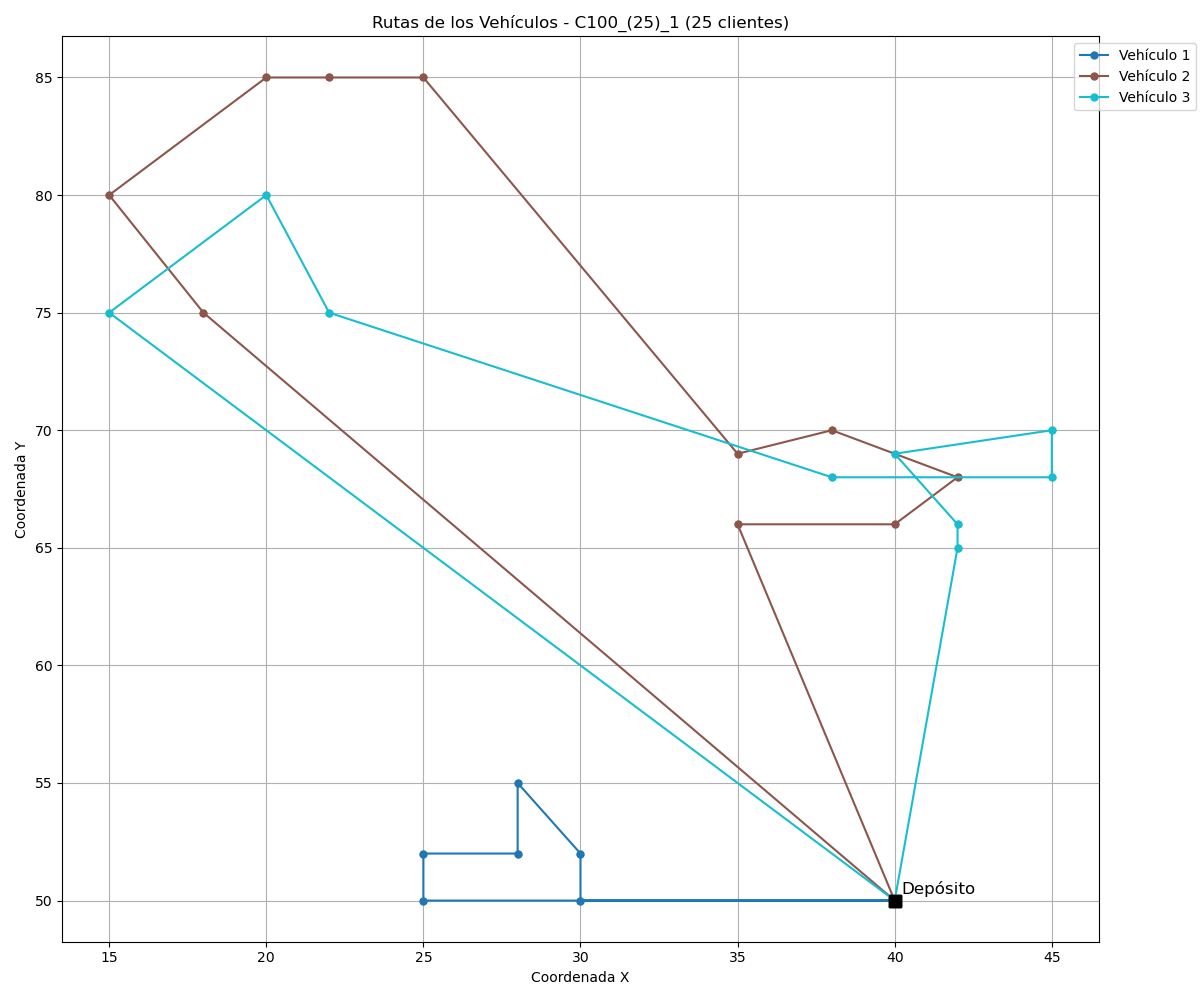 Rutas de los Vehículos - C100_(25)_1 (25 clientes)
Vehículo 1
Vehículo 2
Vehículo 3
85
80
75
70
65
60
55
50
Coordenada Y
Depósito
15
20
25
30
35
40
45
Coordenada X